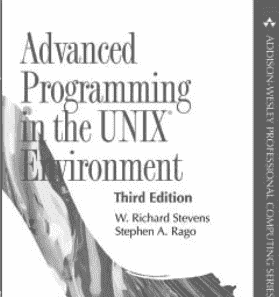 Advanced
Programming
in the UNIX®
Environment
Third Edition
W. Richard Stevens
Stephen A. Rago
ADDISON-WESLEY PROFESSIONAL COMPUTING SERIES